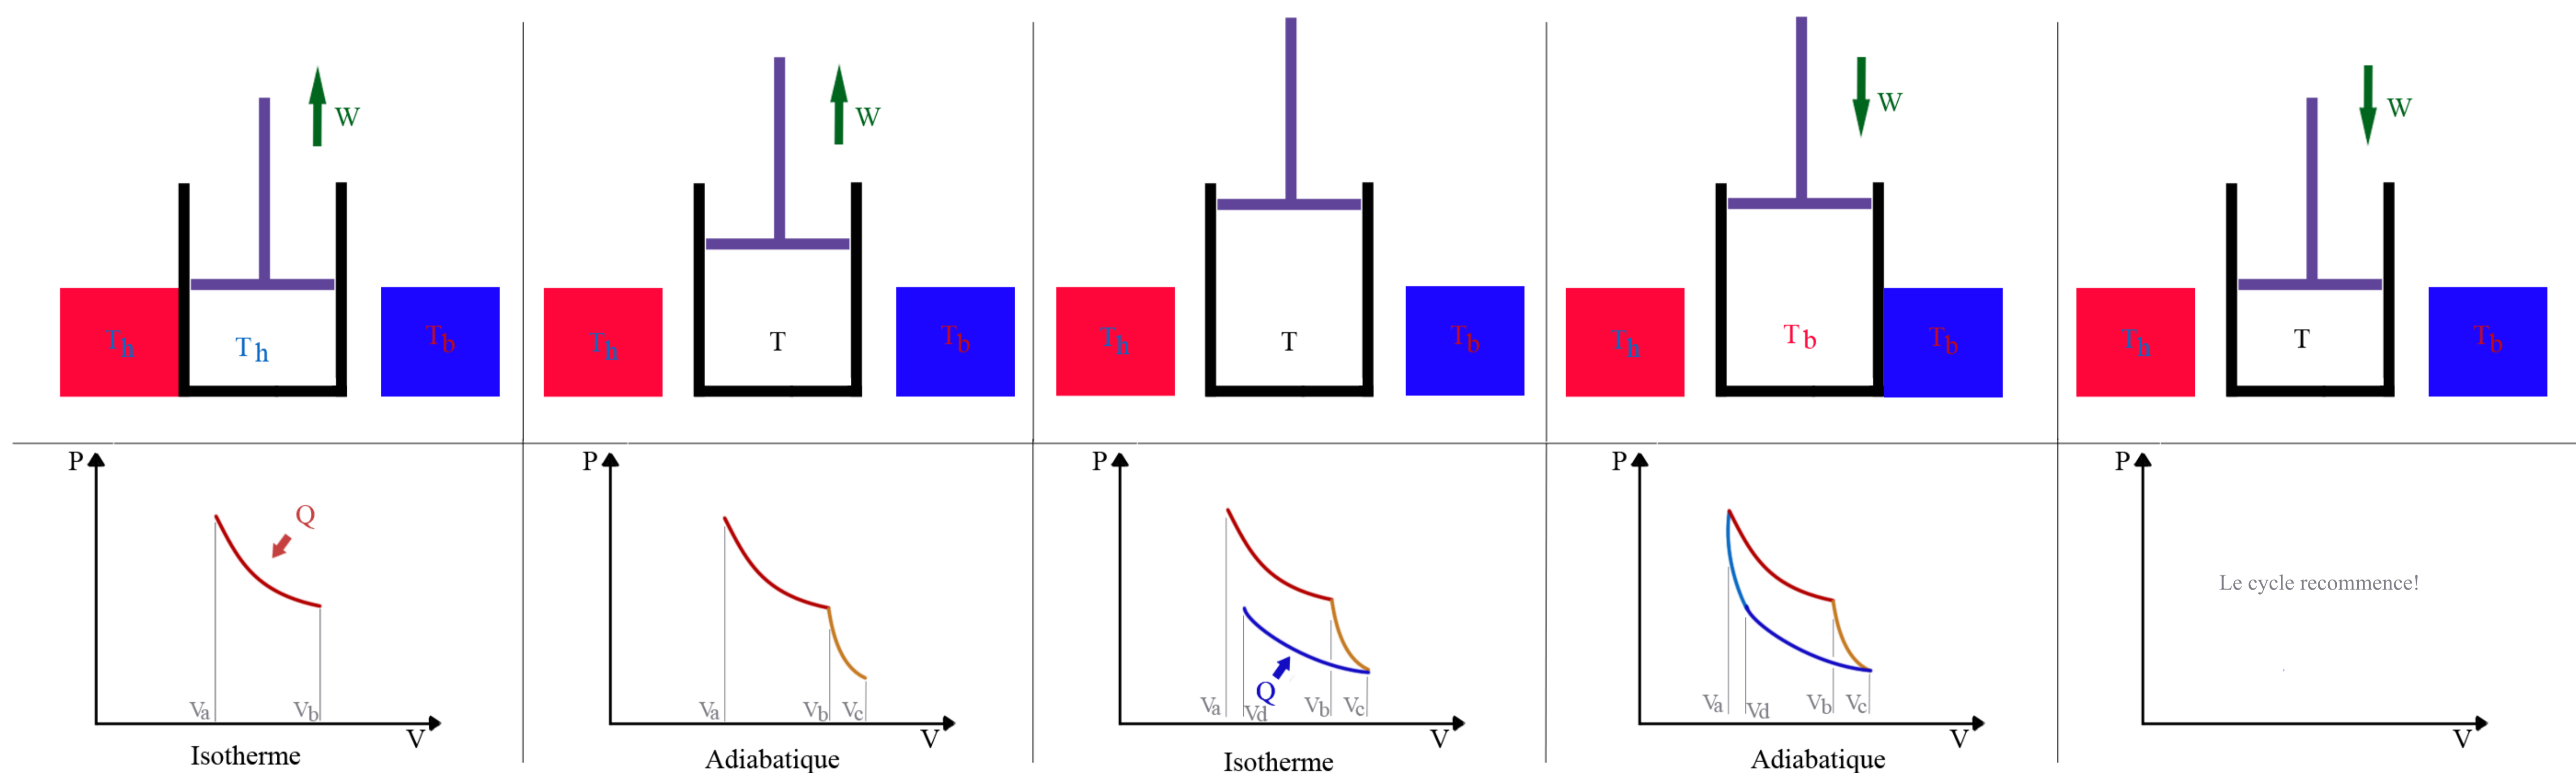 W
Th
Th
Tb
W
Th
T
Tb
Th
T
Tb
W
Th
Tb
Tb
W
Th
T
Tb
P
Q
Va
Vb
V
Isotherme
P
Va
Vb
Vc
V
Adiabatique
P
Q
Va
Vd
Vb
Vc
V
Isotherme
P
Va
Vd
Vb
Vc
V
Adiabatique
P
Le cycle recommence!
V